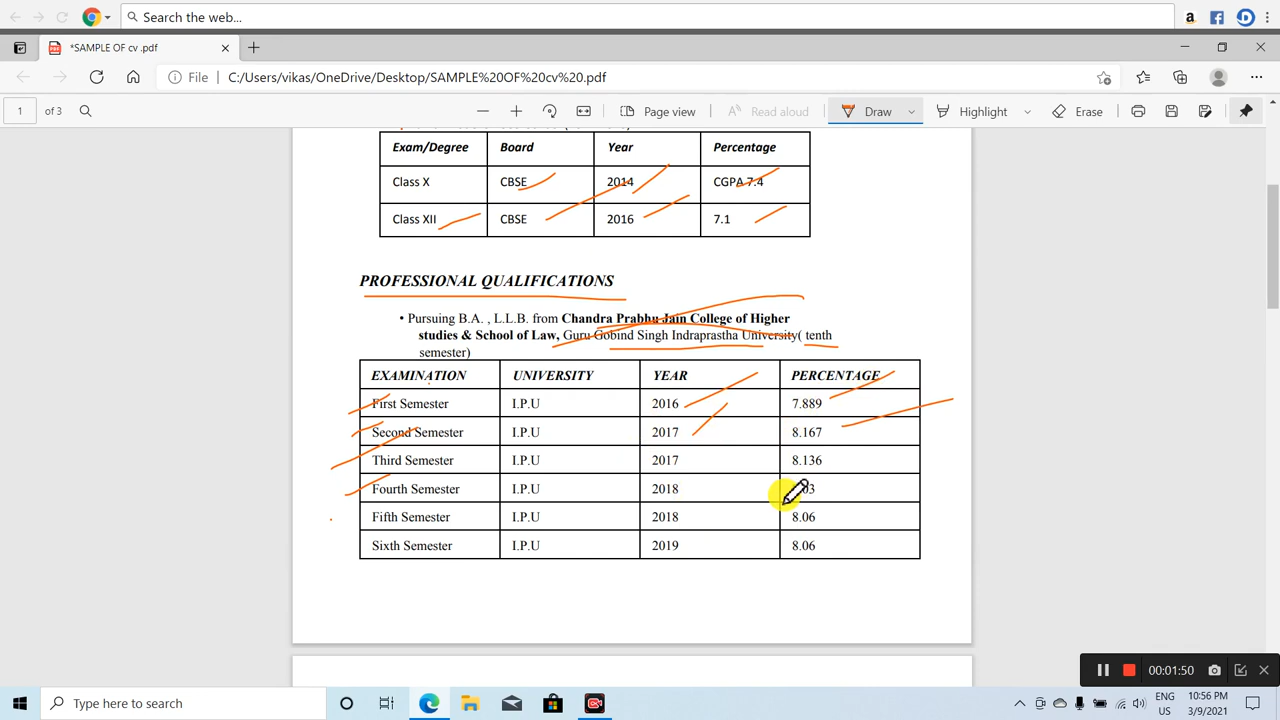 Search the web...
*SAMPLE OF cv .pdf
File C:/Users/vikas/OneDrive/Desktop/SAMPLE%20OF%20cv%20.pdf
1 of 3 Page view Read aloud Draw Highlight Erase
Exam/Degree Board Year Percentage
Class X CBSE 2014 CGPA 7.4
Class XII CBSE 2016 7.1
PROFESSIONAL QUALIFICATIONS
• Pursuing B.A. , L.L.B. from Chandra Prabhu Jain College of Higher
studies & School of Law, Guru Gobind Singh Indraprastha University( tenth
semester)
EXAMINATION UNIVERSITY YEAR PERCENTAGE
First Semester I.P.U 2016 7.889
Second Semester I.P.U 2017 8.167
Third Semester I.P.U 2017 8.136
Fourth Semester I.P.U 2018
Fifth Semester I.P.U 2018 8.06
Sixth Semester I.P.U 2019 8.06
00:01:50
Type here to search
ENG 10:56 PM
US 3/9/2021